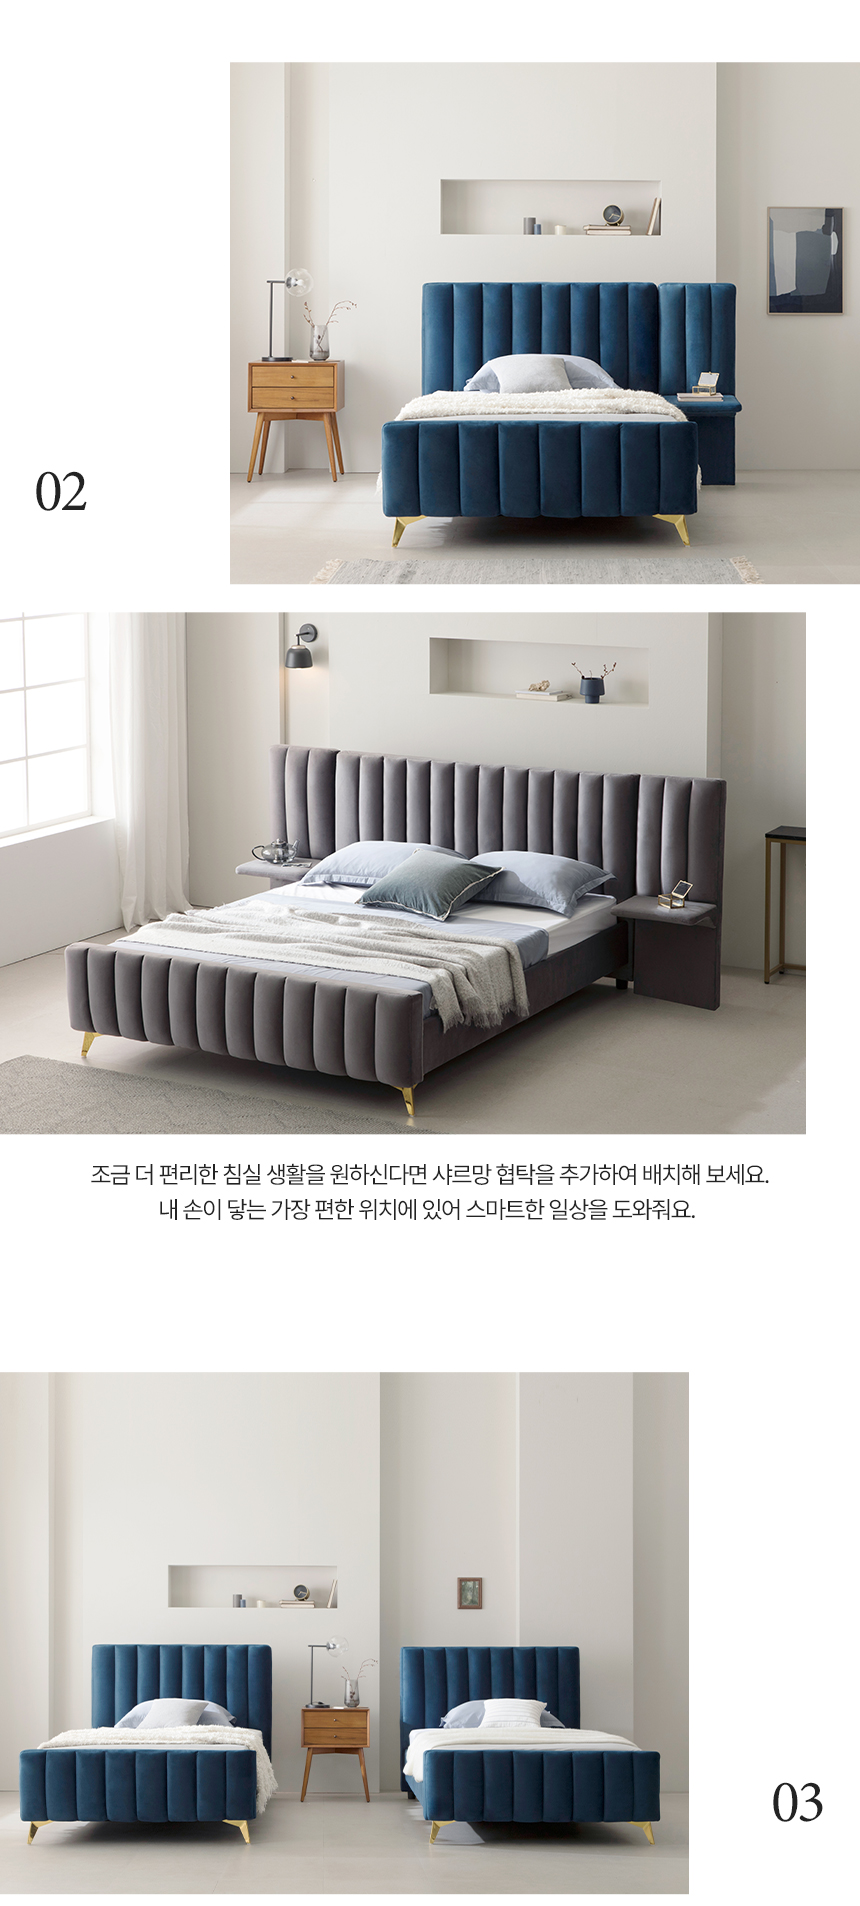 02
조금 더 편리한 침실 생활을 원하신다면 샤르망 협탁을 추가하여 배치해 보세요.
내 손이 닿는 가장 편한 위치에 있어 스마트한 일상을 도와줘요.
03